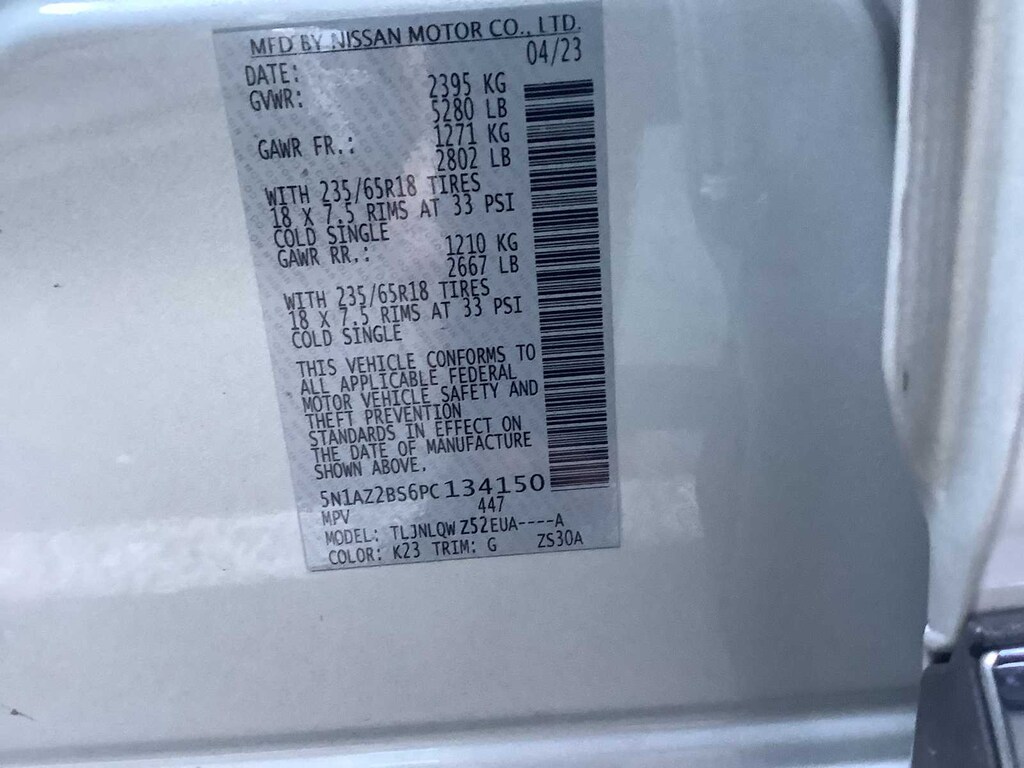 MFD BY NISSAN MOTOR CO., LTD.
DATE: 04/23
GVWR: 2395 KG
5280 LB
GAWR FR.: 1271 KG
2802 LB
WITH 235/65R18 TIRES
18 X 7.5 RIMS AT 33 PSI
COLD SINGLE
GAWR RR.: 1210 KG
2667 LB
WITH 235/65R18 TIRES
18 X 7.5 RIMS AT 33 PSI
COLD SINGLE
THIS VEHICLE CONFORMS TO
ALL APPLICABLE FEDERAL
MOTOR VEHICLE SAFETY AND
THEFT PREVENTION
STANDARDS IN EFFECT ON
THE DATE OF MANUFACTURE
SHOWN ABOVE.
5N1AZ2BS6PC134150
MPV 447
MODEL: TLJNLQW Z52EUA----A
COLOR: K23 TRIM: G ZS30A